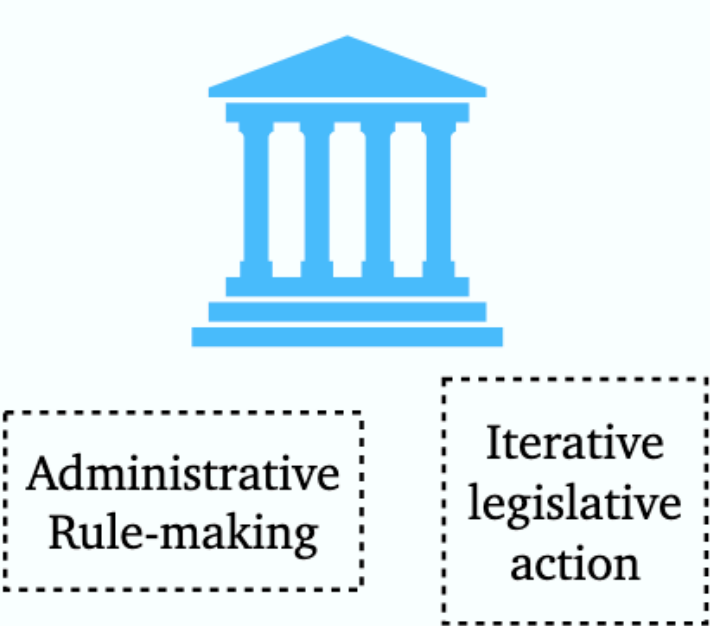 Administrative
Rule-making
Iterative
legislative
action